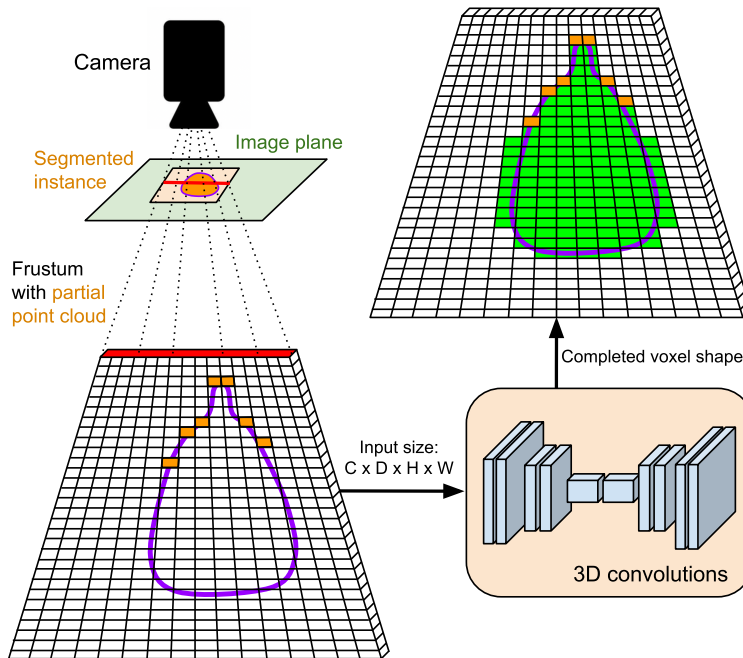 Camera
Image plane
Segmented
instance
Frustum
with partial
point cloud
Completed voxel shape
Input size:
C x D x H x W
3D convolutions